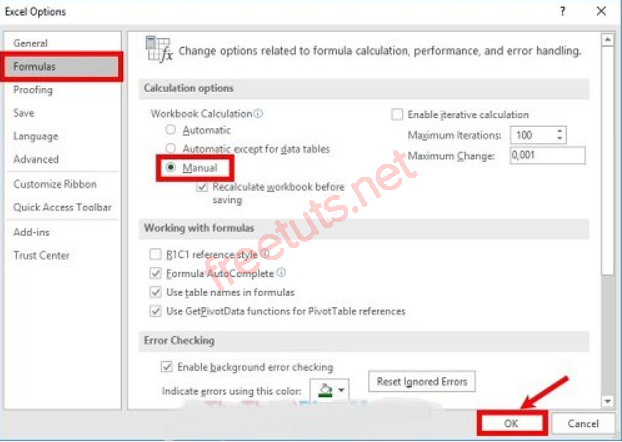 Excel Options
? ×
General
Formulas
Proofing
Save
Language
Advanced
Customize Ribbon
Quick Access Toolbar
Add-ins
Trust Center
Change options related to formula calculation, performance, and error handling.
Calculation options
Workbook Calculation
Automatic
Automatic except for data tables
Manual
Recalculate workbook before
saving
Enable iterative calculation
Maximum Iterations: 100
Maximum Change: 0,001
Working with formulas
R1C1 reference style
Formula AutoComplete
Use table names in formulas
Use GetPivotData functions for PivotTable references
Error Checking
Enable background error checking
Indicate errors using this color:
Reset Ignored Errors
OK
Cancel
freetuts.net